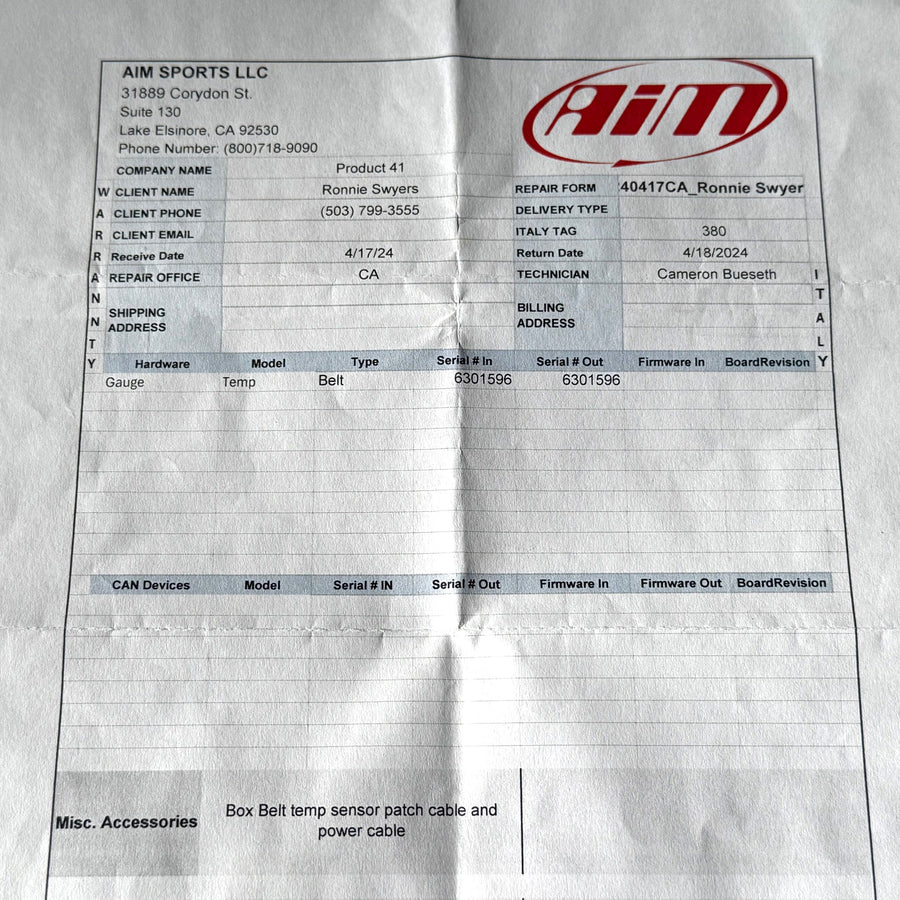 AIM SPORTS LLC
31889 Corydon St.
Suite 130
Lake Elsinore, CA 92530
Phone Number: (800)718-9090
AiM
COMPANY NAME Product 41
CLIENT NAME Ronnie Swyers REPAIR FORM 40417CA_Ronnie Swyer
CLIENT PHONE (503) 799-3555 DELIVERY TYPE
CLIENT EMAIL ITALY TAG 380
Receive Date 4/17/24 Return Date 4/18/2024
REPAIR OFFICE CA TECHNICIAN Cameron Bueseth
SHIPPING ADDRESS BILLING ADDRESS
WARRANNTY
ITALY
Hardware Model Type Serial # In Serial # Out Firmware In BoardRevision
Gauge Temp Belt 6301596 6301596
CAN Devices Model Serial # IN Serial # Out Firmware In Firmware Out BoardRevision
Misc. Accessories Box Belt temp sensor patch cable and
power cable